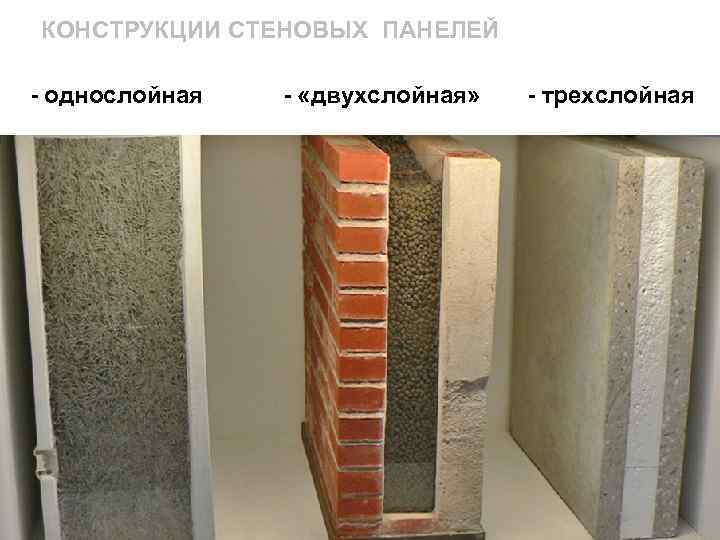 КОНСТРУКЦИИ СТЕНОВЫХ ПАНЕЛЕЙ
- однослойная - «двухслойная» - трехслойная